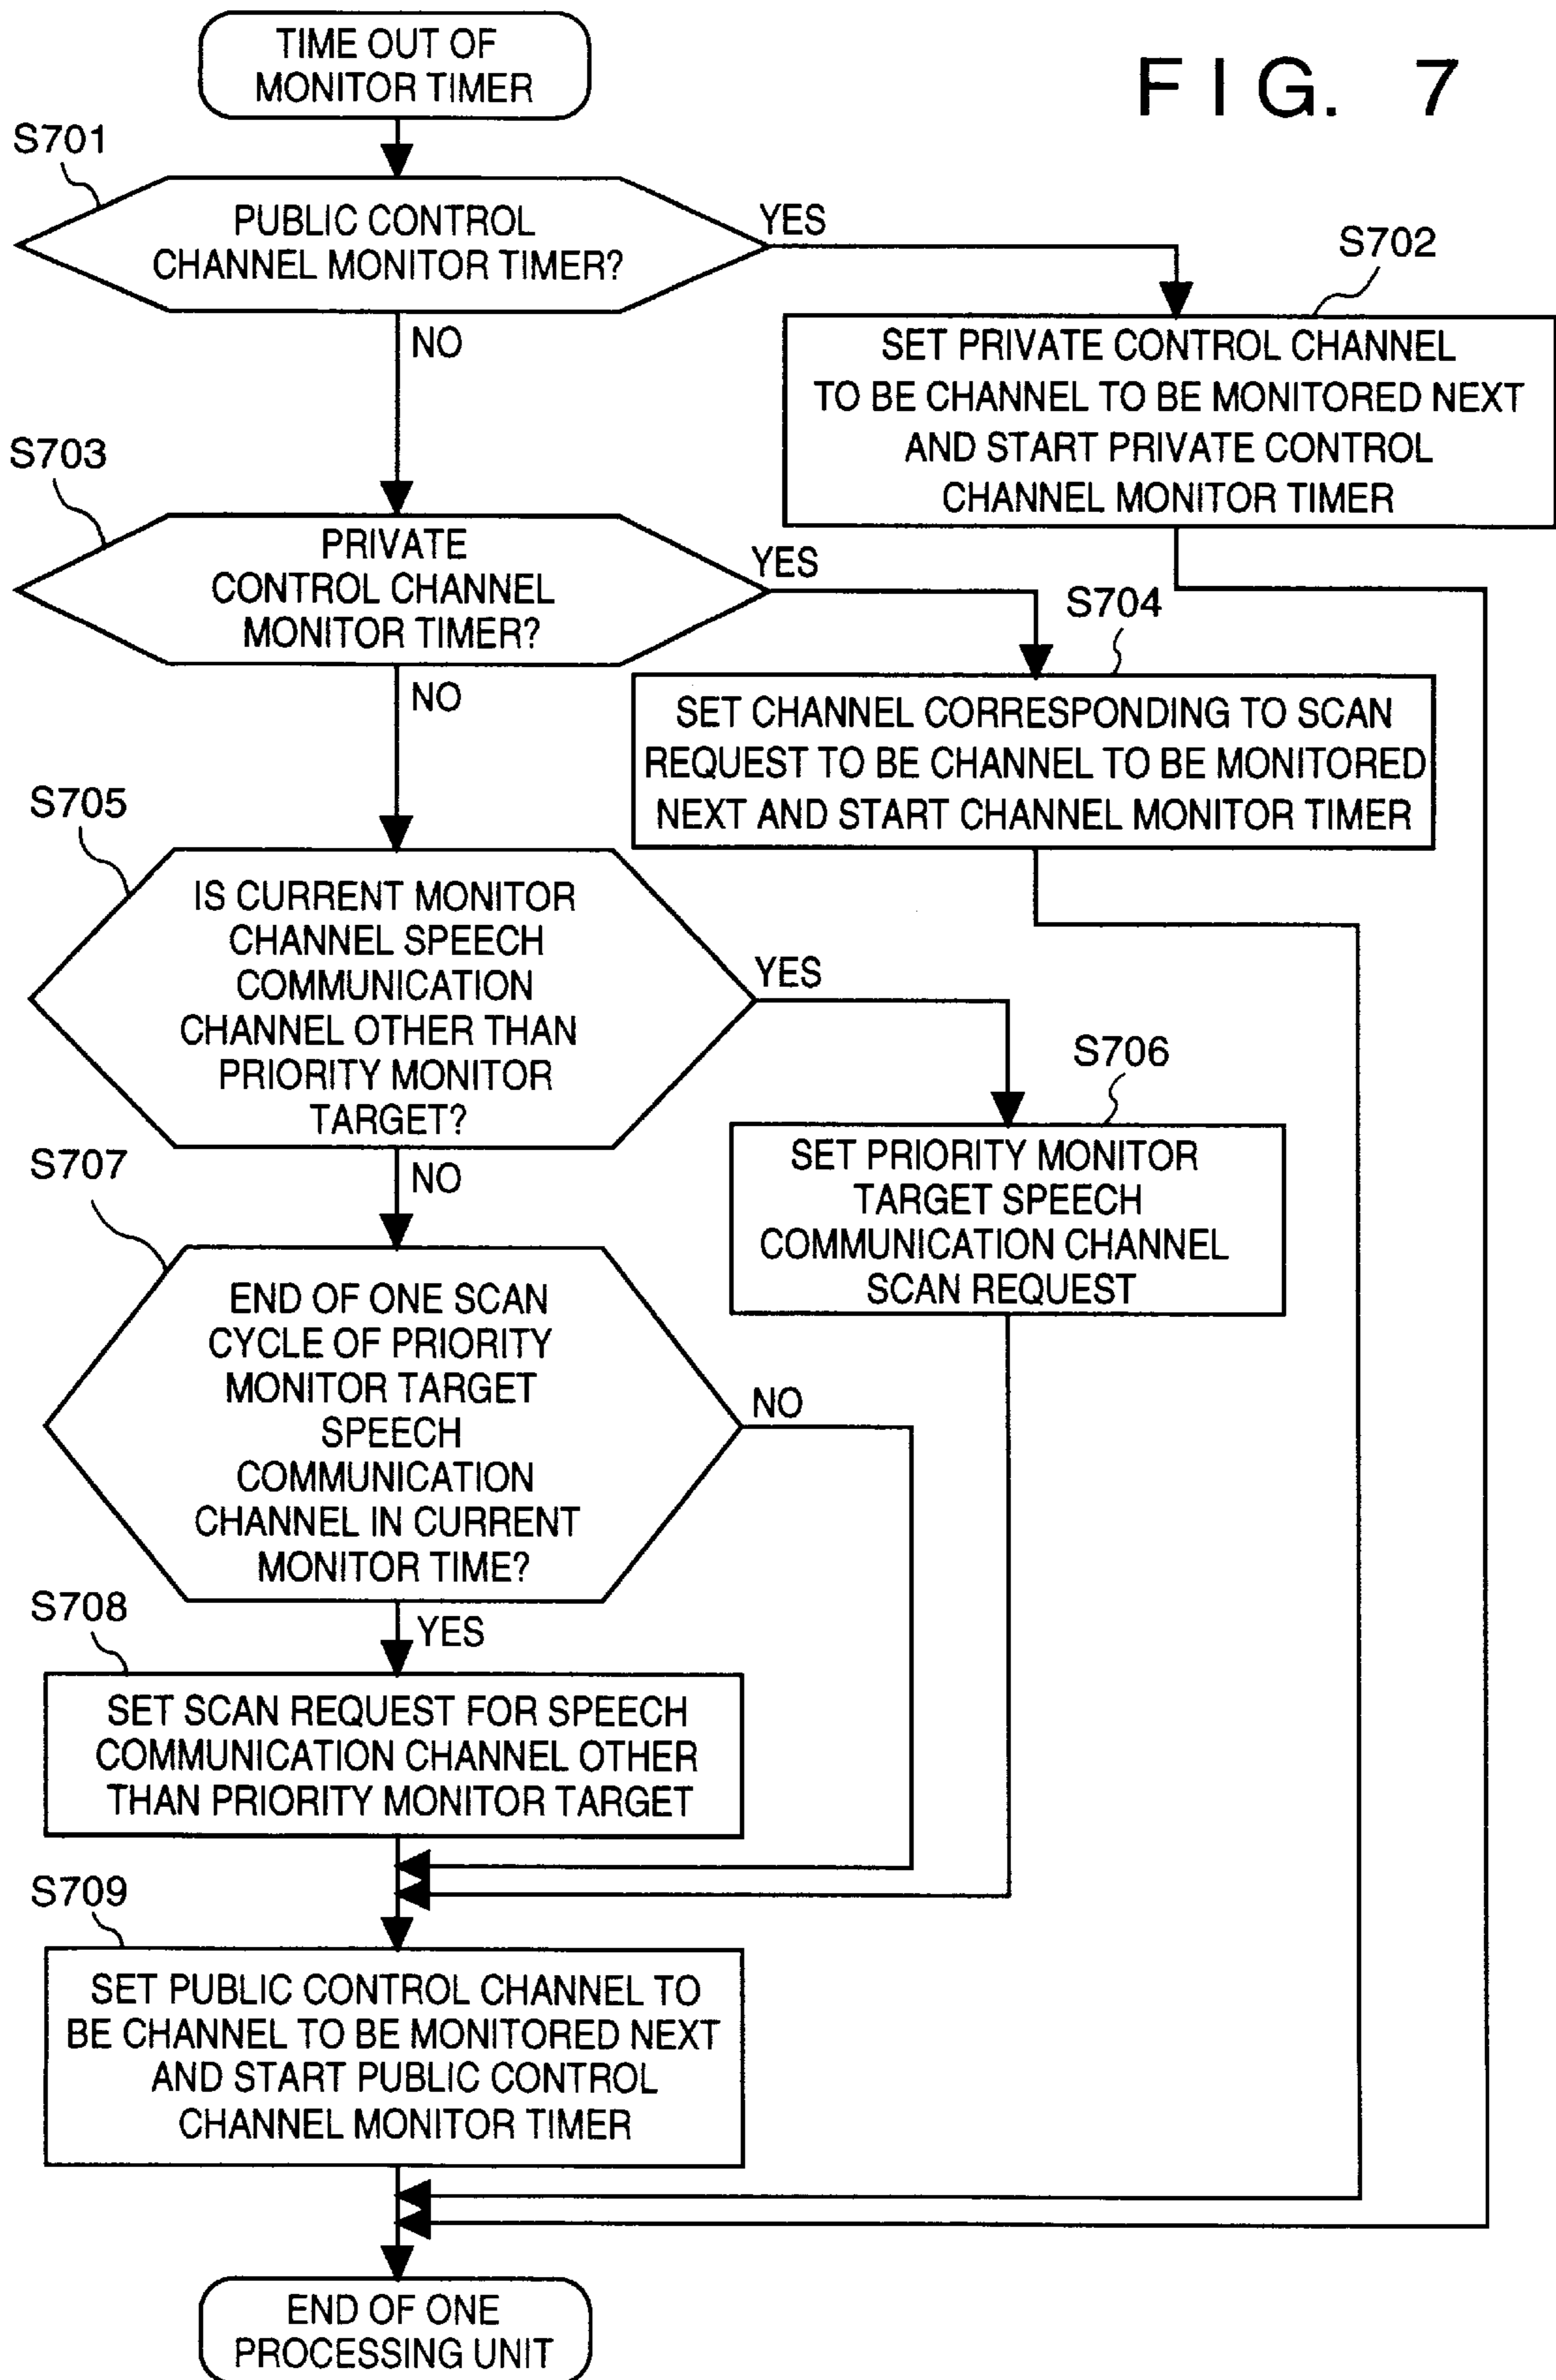 TIME OUT OF
MONITOR TIMER
FIG. 7
S701
PUBLIC CONTROL
CHANNEL MONITOR TIMER?
YES
NO
S702
SET PRIVATE CONTROL CHANNEL
TO BE CHANNEL TO BE MONITORED NEXT
AND START PRIVATE CONTROL
CHANNEL MONITOR TIMER
S703
PRIVATE
CONTROL CHANNEL
MONITOR TIMER?
YES
NO
S704
SET CHANNEL CORRESPONDING TO SCAN
REQUEST TO BE CHANNEL TO BE MONITORED
NEXT AND START CHANNEL MONITOR TIMER
S705
IS CURRENT MONITOR
CHANNEL SPEECH
COMMUNICATION
CHANNEL OTHER THAN
PRIORITY MONITOR
TARGET?
YES
NO
S706
SET PRIORITY MONITOR
TARGET SPEECH
COMMUNICATION CHANNEL
SCAN REQUEST
S707
END OF ONE SCAN
CYCLE OF PRIORITY
MONITOR TARGET
SPEECH
COMMUNICATION
CHANNEL IN CURRENT
MONITOR TIME?
NO
YES
S708
SET SCAN REQUEST FOR SPEECH
COMMUNICATION CHANNEL OTHER
THAN PRIORITY MONITOR TARGET
S709
SET PUBLIC CONTROL CHANNEL TO
BE CHANNEL TO BE MONITORED NEXT
AND START PUBLIC CONTROL
CHANNEL MONITOR TIMER
END OF ONE
PROCESSING UNIT